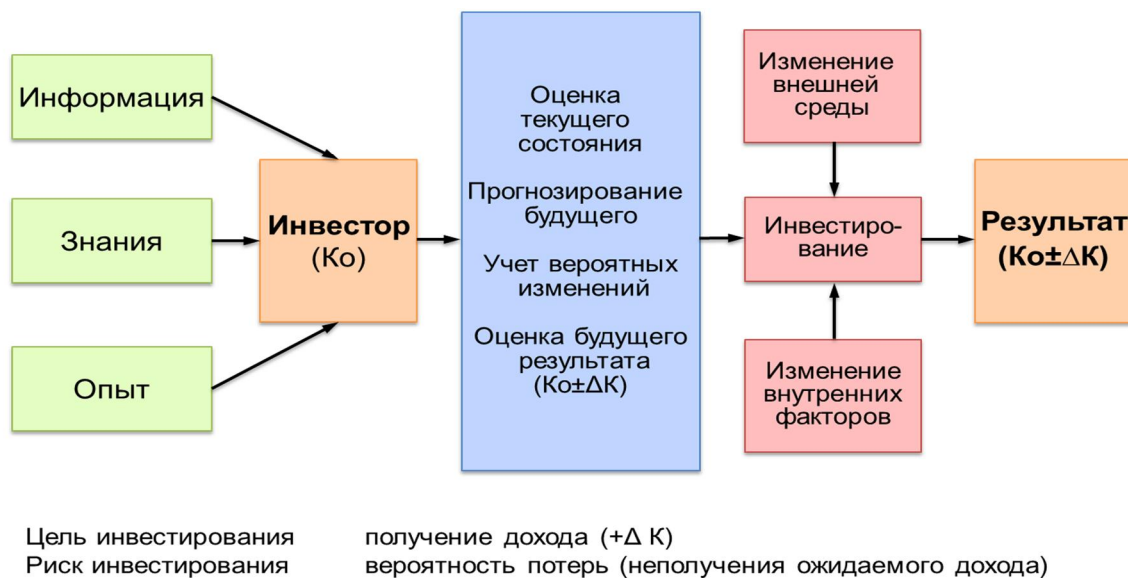 Информация
Знания
Опыт
Инвестор
(Ко)
Оценка
текущего
состояния
Прогнозирование
будущего
Учет вероятных
изменений
Оценка будущего
результата
(Ко±ΔК)
Изменение
внешней
среды
Инвестиро-
вание
Изменение
внутренних
факторов
Результат
(Ко±∆К)
Цель инвестирования получение дохода (+Δ К)
Риск инвестирования вероятность потерь (неполучения ожидаемого дохода)